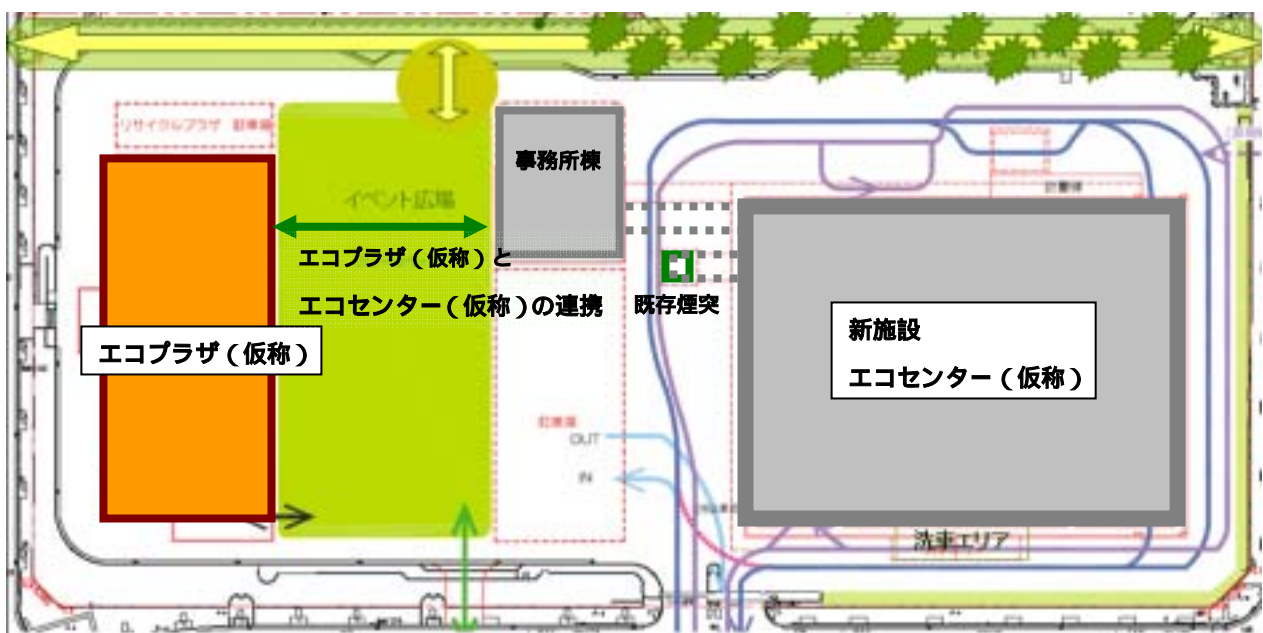 リサイクルプラザ 駐車場
事務所棟
イベント広場
計量棟
エコプラザ（仮称）と
エコセンター（仮称）の連携
既存煙突
エコプラザ（仮称）
新施設
エコセンター（仮称）
駐車場
OUT
IN
洗車エリア